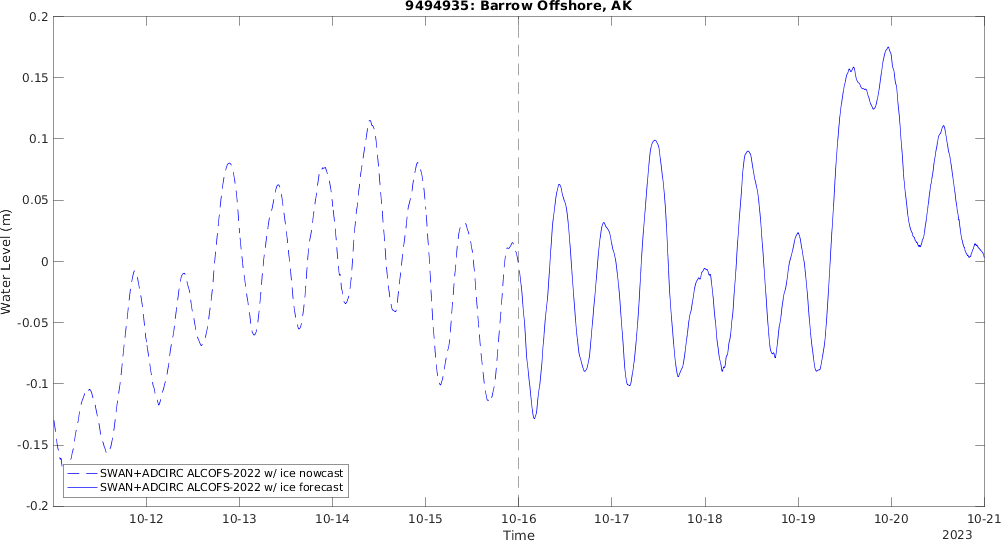 9494935: Barrow Offshore, AK
0.2
0.15
0.1
0.05
0
-0.05
-0.1
-0.15
-0.2
Water Level (m)
SWAN+ADCIRC ALCOFS-2022 w/ ice nowcast
SWAN+ADCIRC ALCOFS-2022 w/ ice forecast
10-12 10-13 10-14 10-15 10-16 10-17 10-18 10-19 10-20 10-21
Time
2023